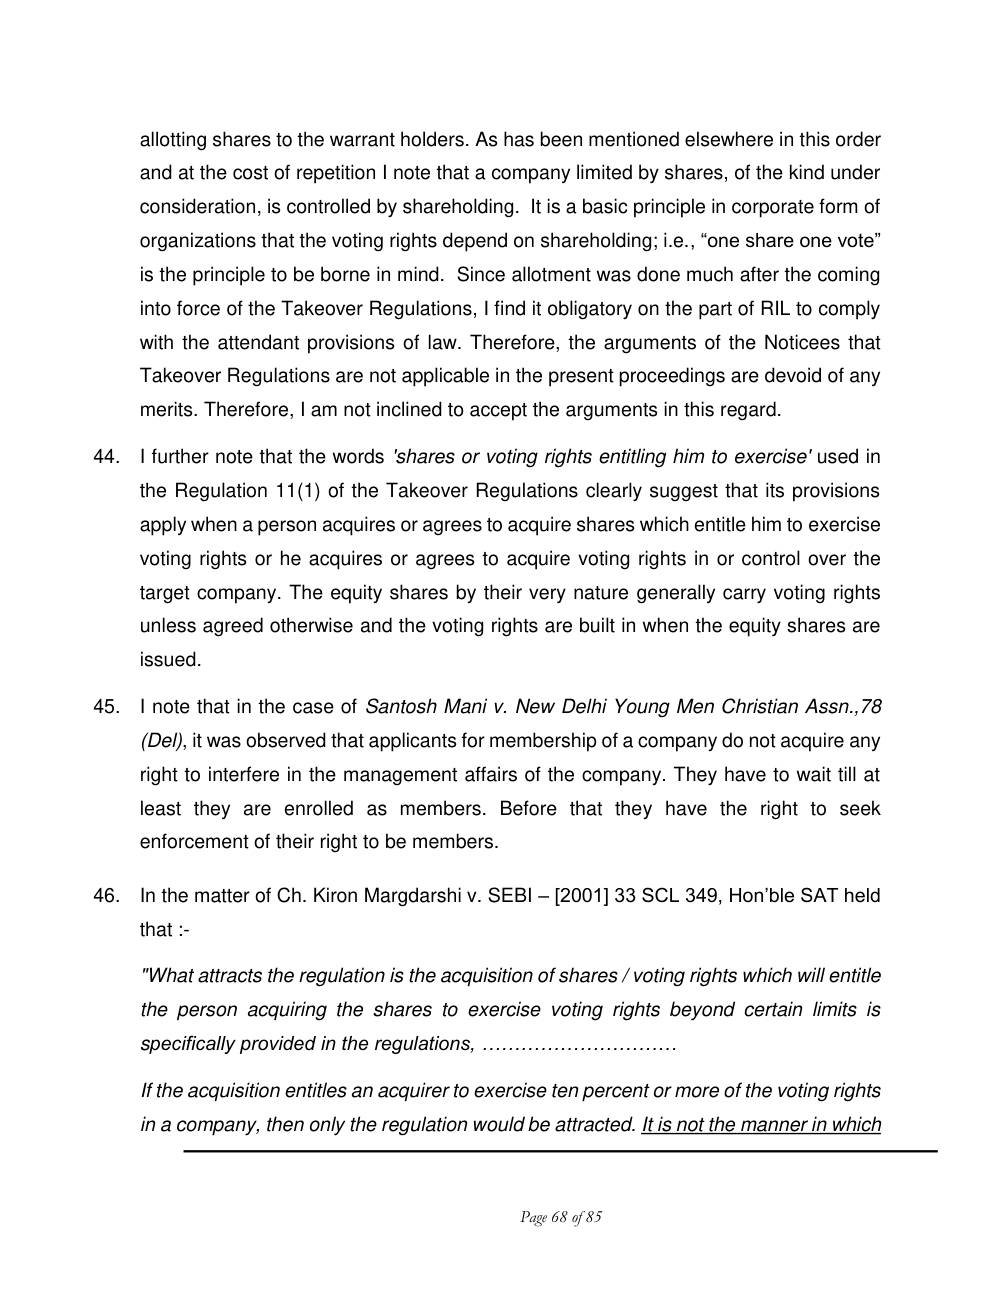 allotting shares to the warrant holders. As has been mentioned elsewhere in this order
and at the cost of repetition I note that a company limited by shares, of the kind under
consideration, is controlled by shareholding.  It is a basic principle in corporate form of
organizations that the voting rights depend on shareholding; i.e., “one share one vote”
is the principle to be borne in mind.  Since allotment was done much after the coming
into force of the Takeover Regulations, I find it obligatory on the part of RIL to comply
with the attendant provisions of law. Therefore, the arguments of the Noticees that
Takeover Regulations are not applicable in the present proceedings are devoid of any
merits. Therefore, I am not inclined to accept the arguments in this regard.
44. I further note that the words 'shares or voting rights entitling him to exercise' used in
the Regulation 11(1) of the Takeover Regulations clearly suggest that its provisions
apply when a person acquires or agrees to acquire shares which entitle him to exercise
voting rights or he acquires or agrees to acquire voting rights in or control over the
target company. The equity shares by their very nature generally carry voting rights
unless agreed otherwise and the voting rights are built in when the equity shares are
issued.
45. I note that in the case of Santosh Mani v. New Delhi Young Men Christian Assn.,78
(Del), it was observed that applicants for membership of a company do not acquire any
right to interfere in the management affairs of the company. They have to wait till at
least they are enrolled as members. Before that they have the right to seek
enforcement of their right to be members.
46. In the matter of Ch. Kiron Margdarshi v. SEBI – [2001] 33 SCL 349, Hon’ble SAT held
that :-
"What attracts the regulation is the acquisition of shares / voting rights which will entitle
the person acquiring the shares to exercise voting rights beyond certain limits is
specifically provided in the regulations, …………………………
If the acquisition entitles an acquirer to exercise ten percent or more of the voting rights
in a company, then only the regulation would be attracted. It is not the manner in which
Page 68 of 85